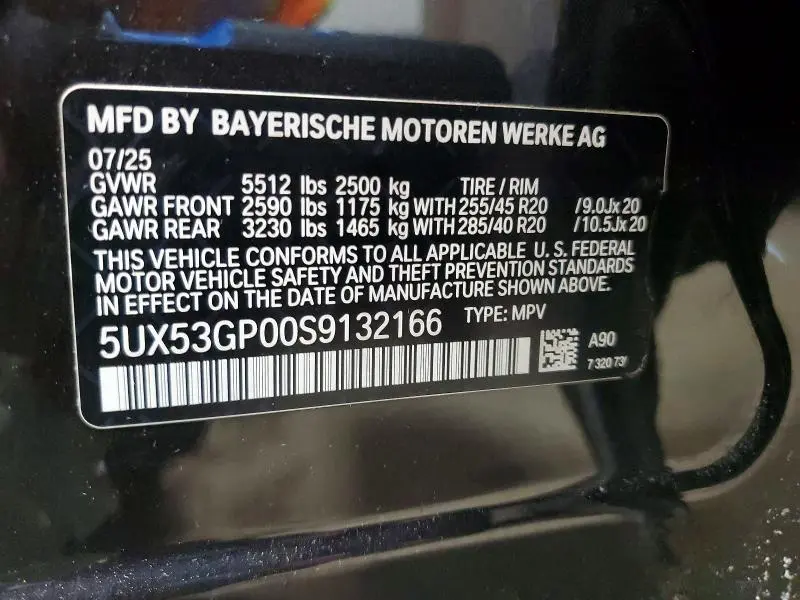 MFD BY BAYERISCHE MOTOREN WERKE AG
07/25
GVWR 5512 lbs 2500 kg TIRE / RIM
GAWR FRONT 2590 lbs 1175 kg WITH 255/45 R20 /9.0Jx20
GAWR REAR 3230 lbs 1465 kg WITH 285/40 R20 /10.5Jx20
THIS VEHICLE CONFORMS TO ALL APPLICABLE U. S. FEDERAL
MOTOR VEHICLE SAFETY AND THEFT PREVENTION STANDARDS
IN EFFECT ON THE DATE OF MANUFACTURE SHOWN ABOVE.
5UX53GP00S9132166 TYPE: MPV
A90
7 320 73